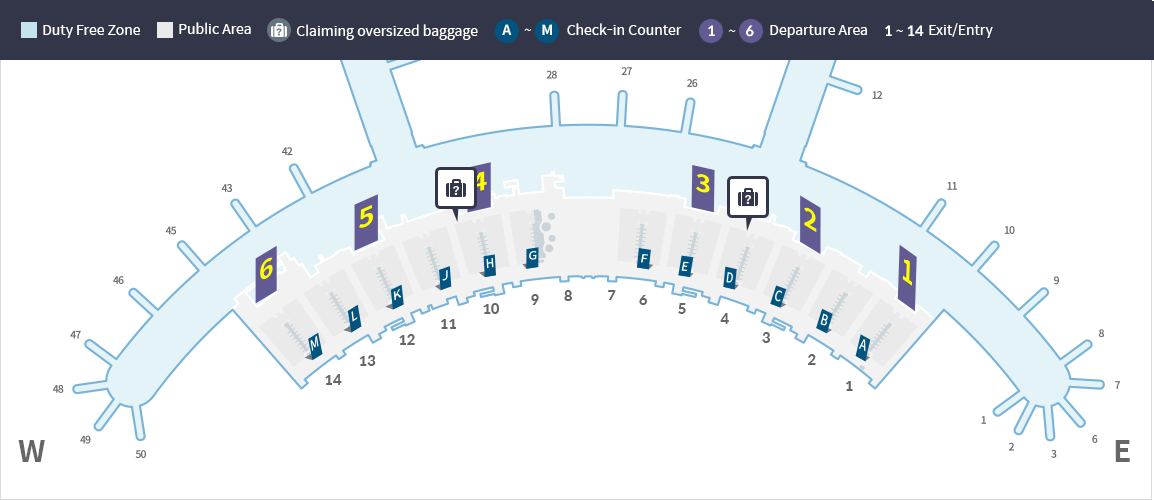 Duty Free Zone Public Area Claiming oversized baggage A ~ M Check-in Counter 1 ~ 6 Departure Area 1 ~ 14 Exit/Entry
28
27
26
12
42
43
45
46
47
48
49
50
11
10
9
8
7
6
3
2
1
6
5
4
3
2
1
M
L
K
J
H
G
F
E
D
C
B
A
14
13
12
11
10
9
8
7
6
5
4
3
2
1
W
E